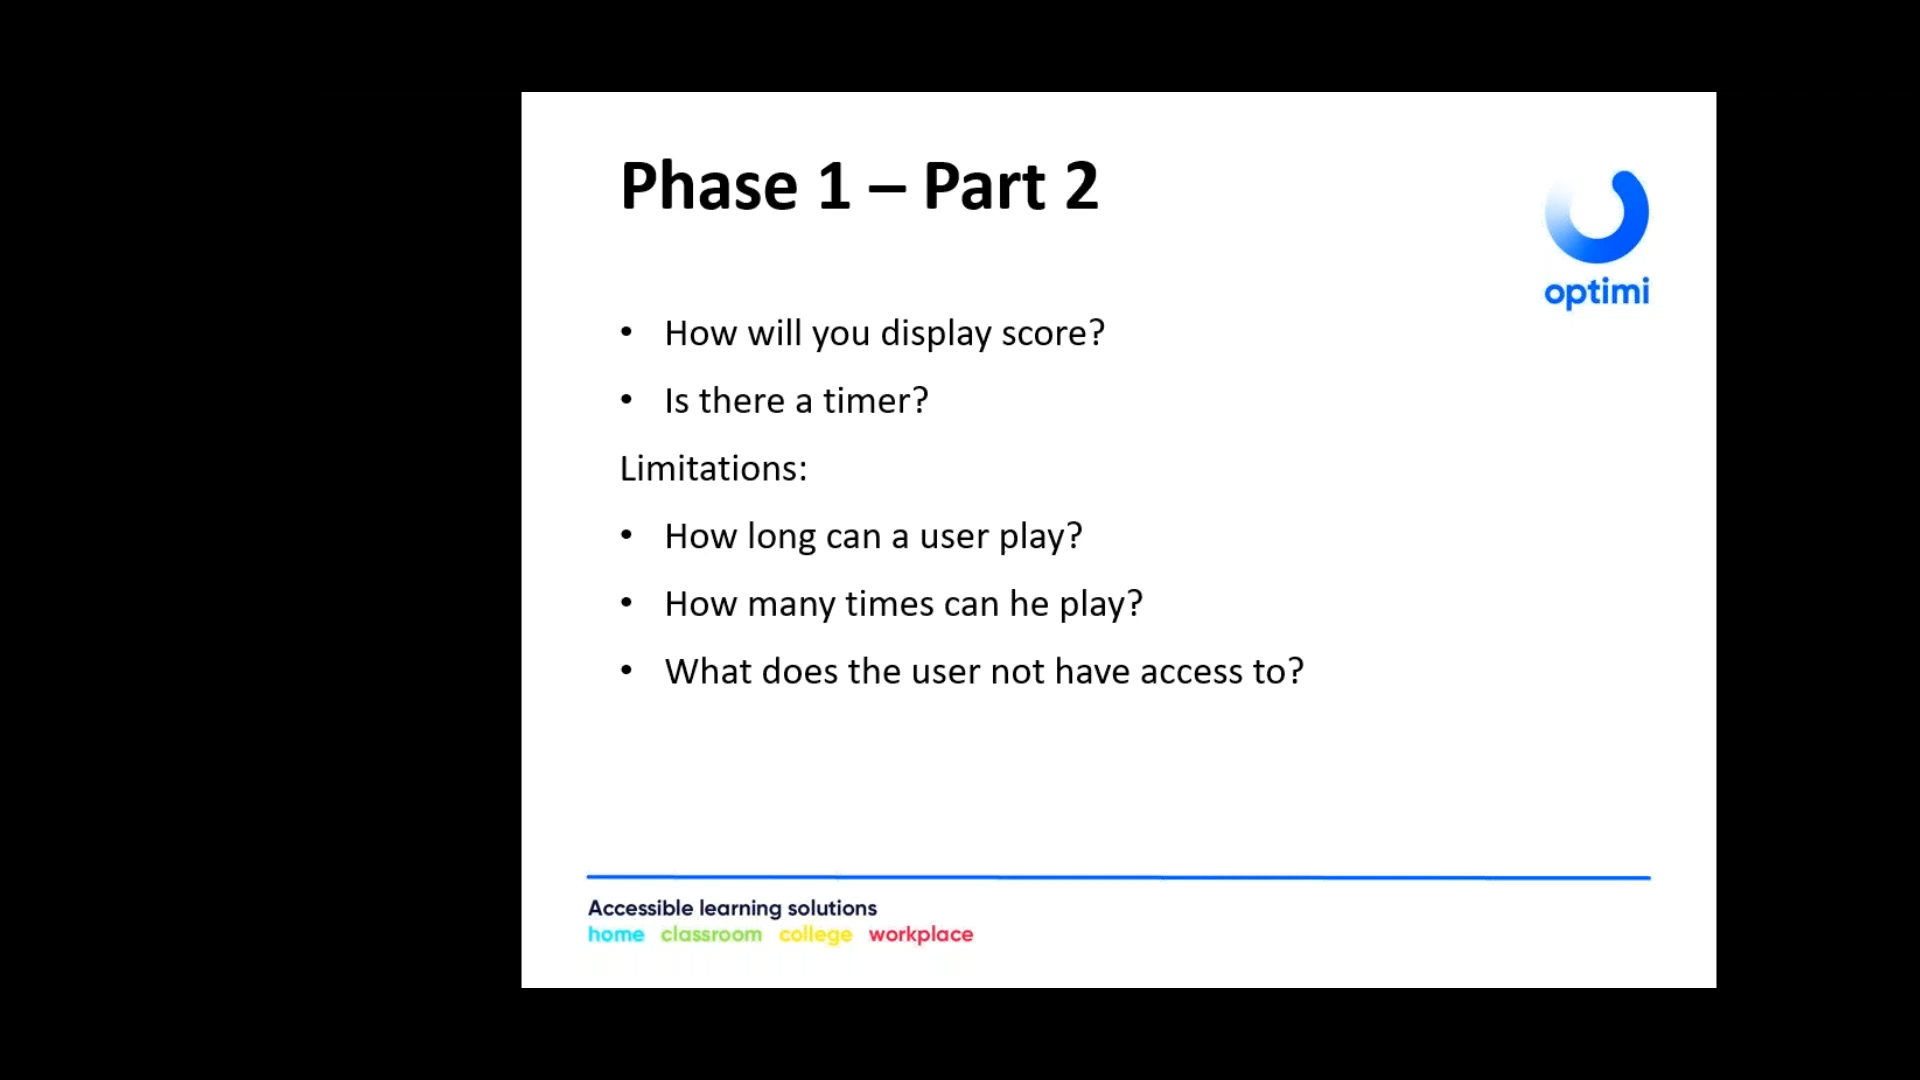 Phase 1 – Part 2
optimi
• How will you display score?
• Is there a timer?
Limitations:
• How long can a user play?
• How many times can he play?
• What does the user not have access to?
Accessible learning solutions
home classroom college workplace